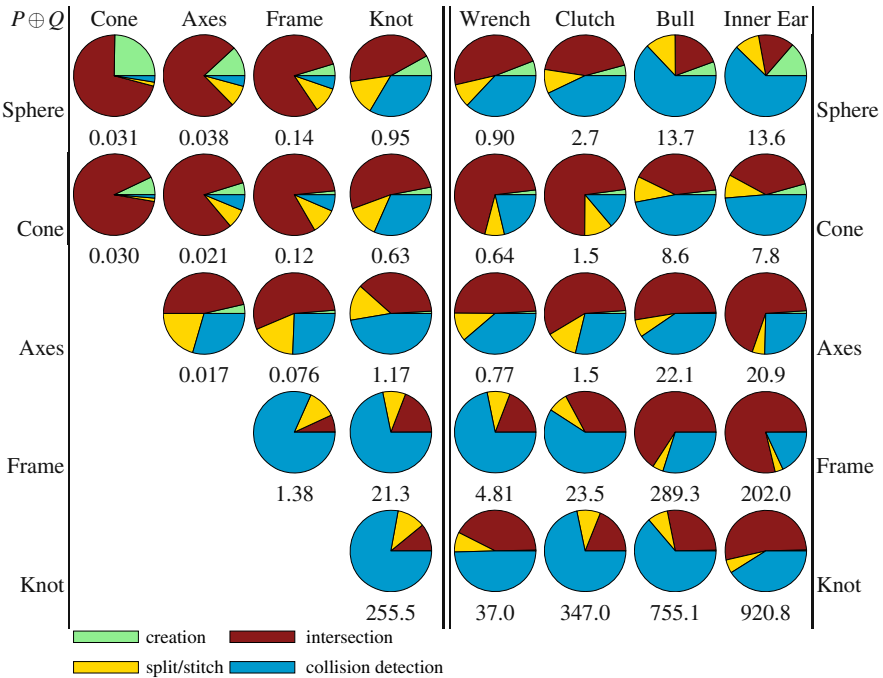 P ⊕ Q Cone Axes Frame Knot Wrench Clutch Bull Inner Ear
Sphere Sphere
0.031 0.038 0.14 0.95 0.90 2.7 13.7 13.6
Cone Cone
0.030 0.021 0.12 0.63 0.64 1.5 8.6 7.8
Axes Axes
0.017 0.076 1.17 0.77 1.5 22.1 20.9
Frame Frame
1.38 21.3 4.81 23.5 289.3 202.0
Knot Knot
255.5 37.0 347.0 755.1 920.8
creation intersection
split/stitch collision detection